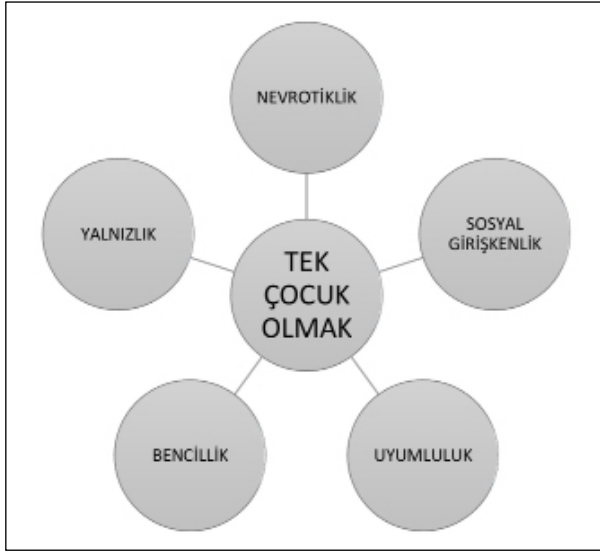 NEVROTİKLİK
YALNIZLIK
SOSYAL
GİRİŞKENLİK
TEK
ÇOCUK
OLMAK
BENCİLLİK
UYUMLULUK